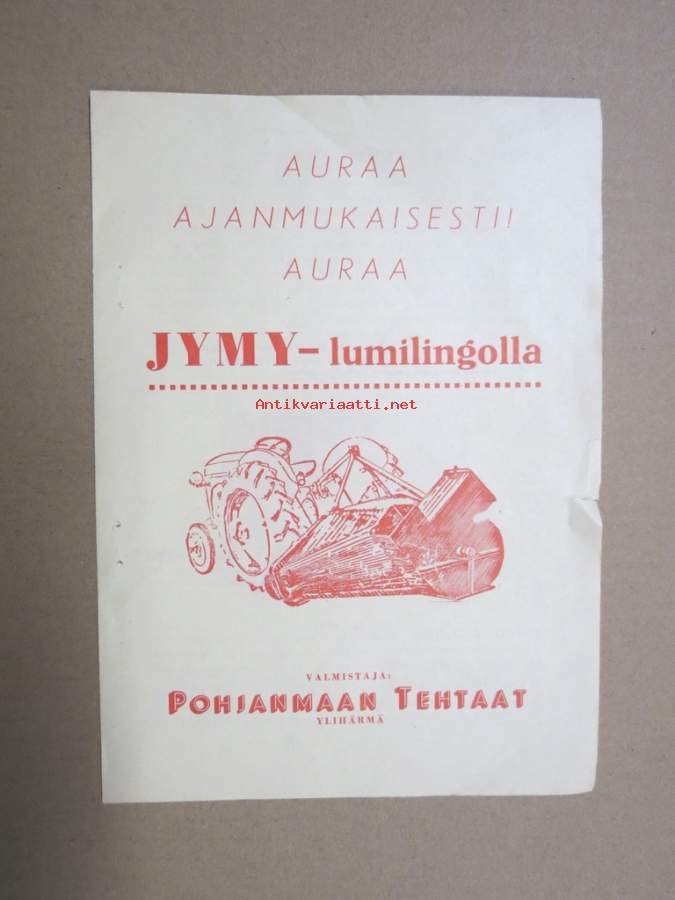 AURAA
AJANMUKAISESTI!
AURAA
JYMY- lumilingolla
Antikvariaatti.net
VALMISTAJA:
POHJANMAAN TEHTAAT
YLIHÄRMÄ